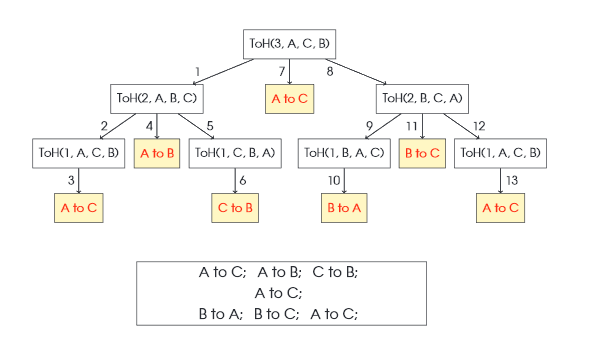 ToH(3, A, C, B)
1 7 8
ToH(2, A, B, C) A to C ToH(2, B, C, A)
2 4 5 9 11 12
ToH(1, A, C, B) A to B ToH(1, C, B, A) ToH(1, B, A, C) B to C ToH(1, A, C, B)
3 6 10 13
A to C C to B B to A A to C
A to C; A to B; C to B;
A to C;
B to A; B to C; A to C;